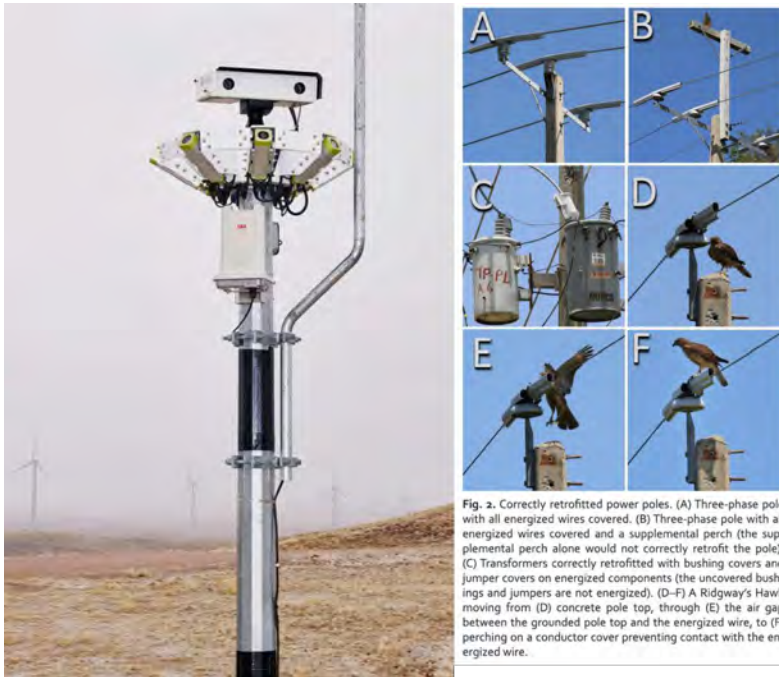 A
B
C
D
E
F
Fig. 2. Correctly retrofitted power poles. (A) Three-phase pole
with all energized wires covered. (B) Three-phase pole with a
energized wires covered and a supplemental perch (the sup
plemental perch alone would not correctly retrofit the pole)
(C) Transformers correctly retrofitted with bushing covers and
jumper covers on energized components (the uncovered bush
ings and jumpers are not energized). (D–F) A Ridgway's Hawk
moving from (D) concrete pole top, through (E) the air gap
between the grounded pole top and the energized wire, to (F
perching on a conductor cover preventing contact with the en
ergized wire.